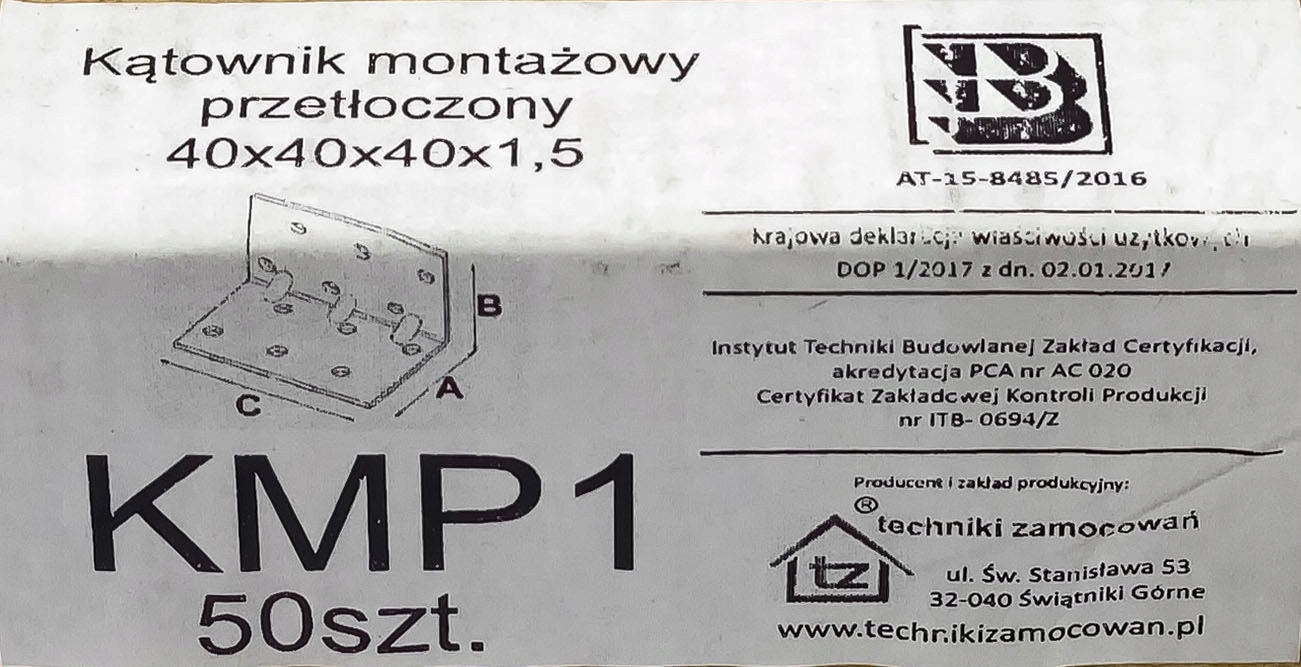 Kątownik montażowy
przetłoczony
40x40x40x1,5
B
A
C
KMP1
50szt.
B
AT-15-8485/2016
Krajowa deklaracja właściwości użytkowych
DOP 1/2017 z dn. 02.01.2017
Instytut Techniki Budowlanej Zakład Certyfikacji,
akredytacja PCA nr AC 020
Certyfikat Zakładowej Kontroli Produkcji
nr ITB- 0694/Z
Producent i zakład produkcyjny:
® techniki zamocowań
tz
ul. Św. Stanisława 53
32-040 Świątniki Górne
www.technikizamocowan.pl